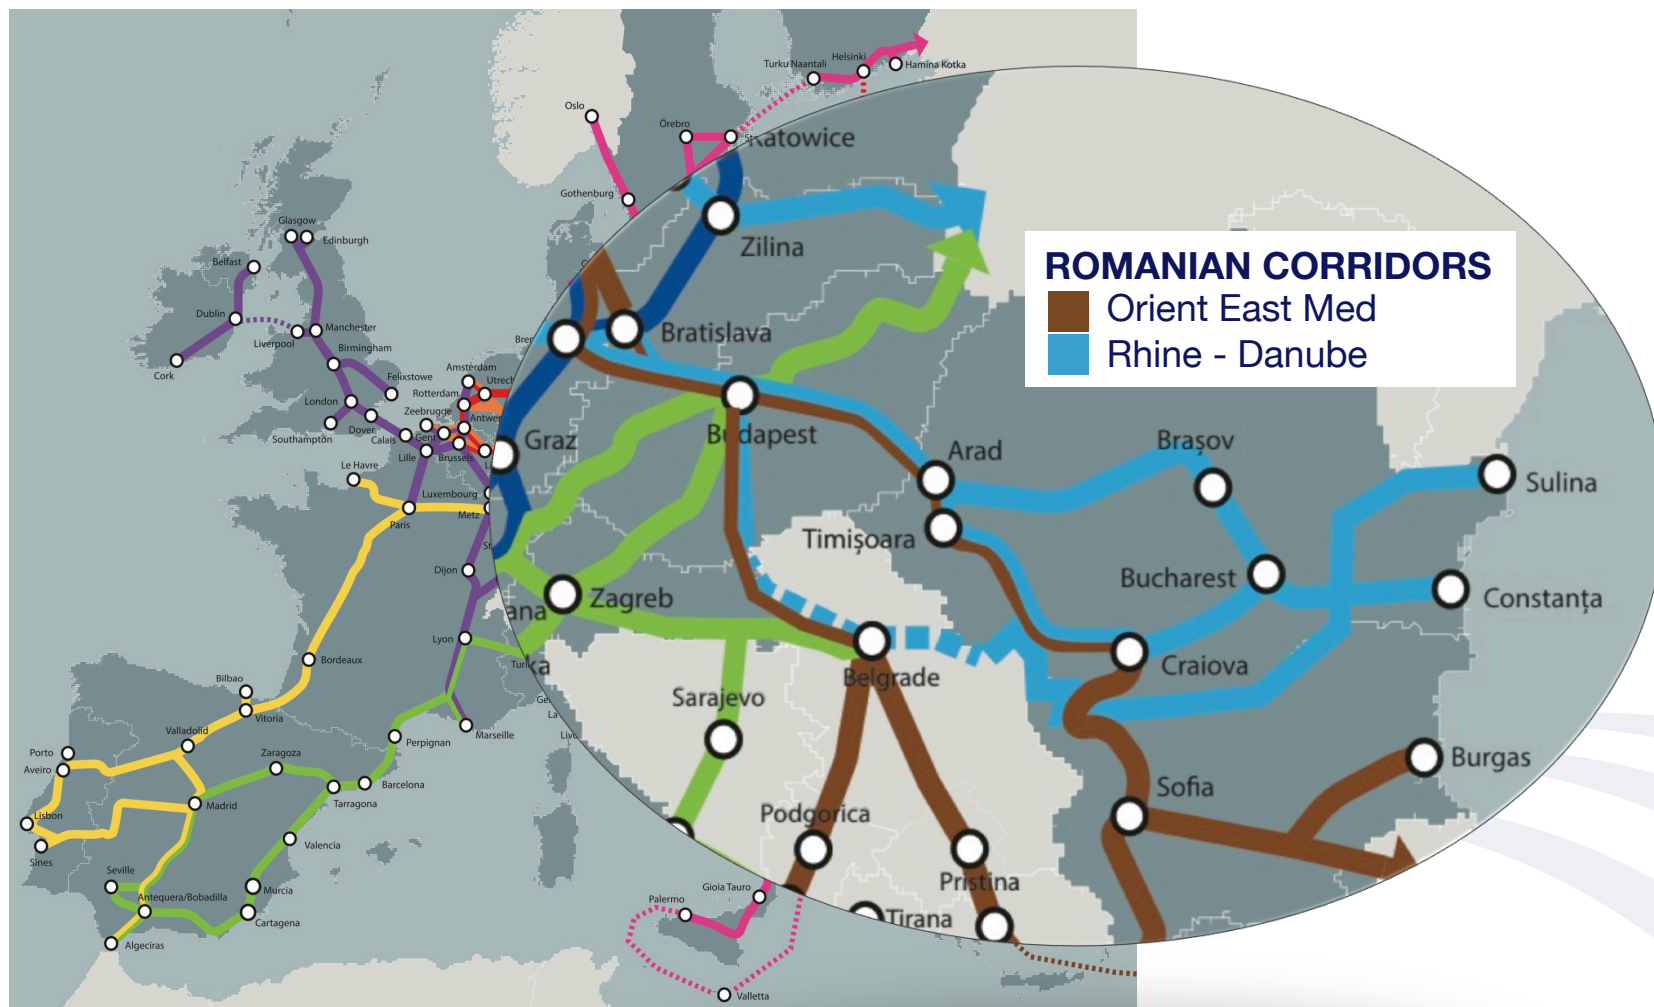 Turku Naantali
Helsinki
Hamina Kotka
Oslo
Örebro
Katowice
Gothenburg
Zilina
Glasgow
Edinburgh
Belfast
ROMANIAN CORRIDORS
Orient East Med
Rhine - Danube
Dublin
Manchester
Liverpool
Bratislava
Birmingham
Cork
Amsterdam
Felixstowe
Rotterdam
London
Zeebrugge
Antwer
Southampton
Dover
Calais
Gent
Lille
Brussels
Graz
Budapest
Arad
Brașov
Sulina
Le Havre
Luxembourg
Metz
Paris
Timișoara
Bucharest
Constanța
Dijon
Zagreb
Lyon
Craiova
Belgrade
Bordeaux
Bilbao
Vitoria
Sarajevo
Valladolid
Marseille
Perpignan
Porto
Aveiro
Zaragoza
Barcelona
Tarragona
Madrid
Lisbon
Sines
Valencia
Sofia
Burgas
Podgorica
Pristina
Tirana
Seville
Murcia
Antequera/Bobadilla
Cartagena
Algeciras
Gioia Tauro
Palermo
Valletta